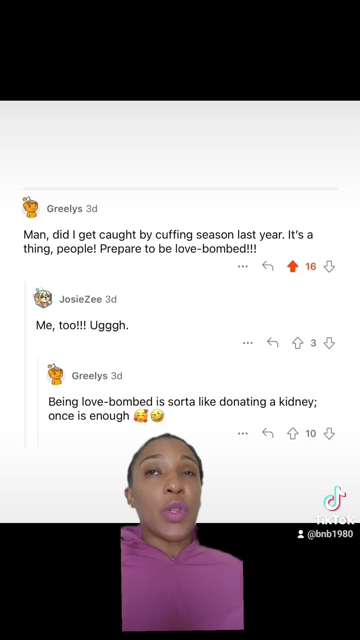 Greelys 3d
Man, did I get caught by cuffing season last year. It's a
thing, people! Prepare to be love-bombed!!!
16
JosieZee 3d
Me, too!!! Ugggh.
3
Greelys 3d
Being love-bombed is sorta like donating a kidney;
once is enough 🥰🤣
10
TikTok
@bnb1980